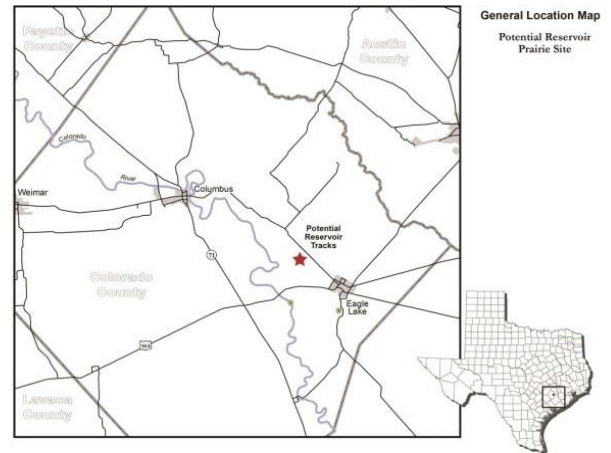 General Location Map
Potential Reservoir
Prairie Site
Fayette
County
Austin
County
Colorado
River
Columbus
Weimar
Potential
Reservoir
Tracks
71
Colorado
County
Eagle
Lake
Lavaca
County